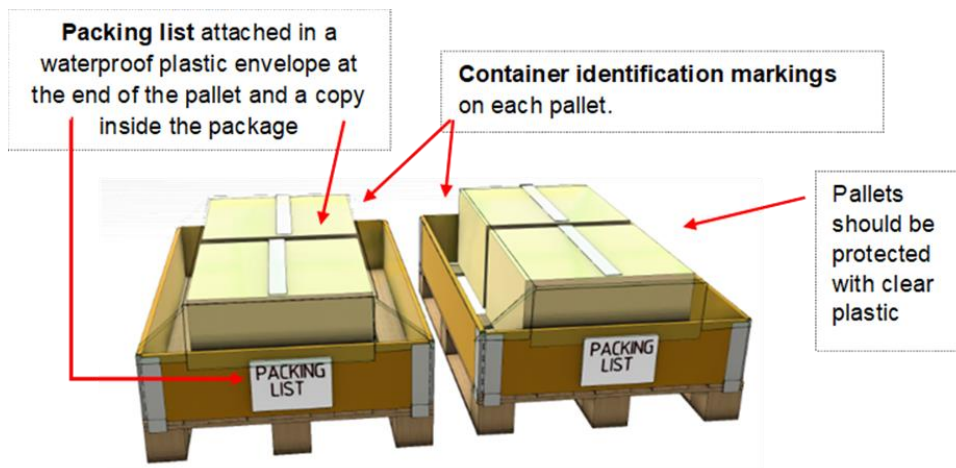 Packing list attached in a
waterproof plastic envelope at
the end of the pallet and a copy
inside the package
Container identification markings
on each pallet.
Pallets
should be
protected
with clear
plastic
PACKING
LIST
PACKING
LIST